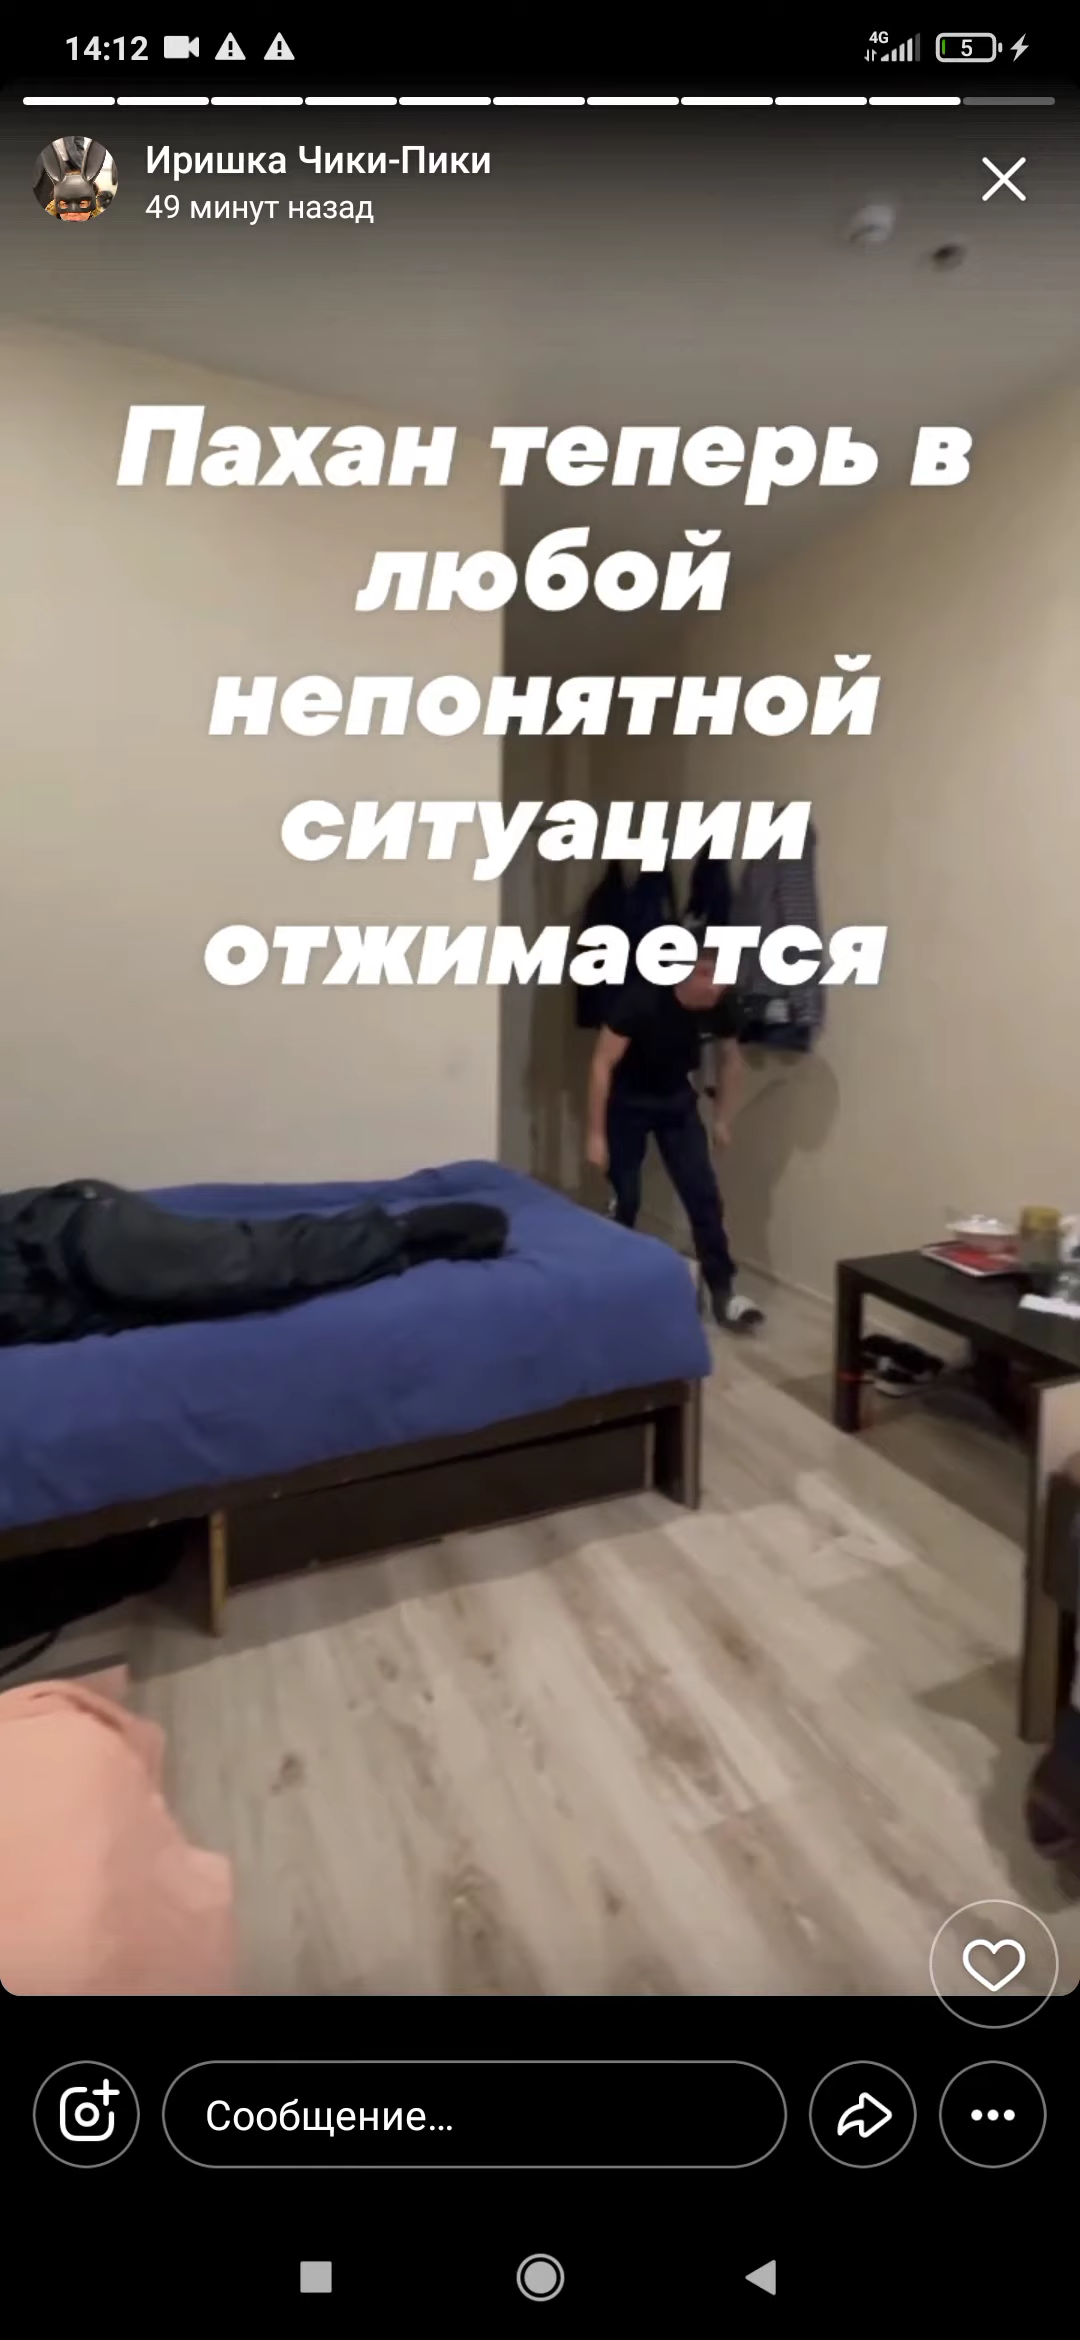 14:12
4G
5
Иришка Чики-Пики
49 минут назад
Пахан теперь в
любой
непонятной
ситуации
отжимается
Сообщение...